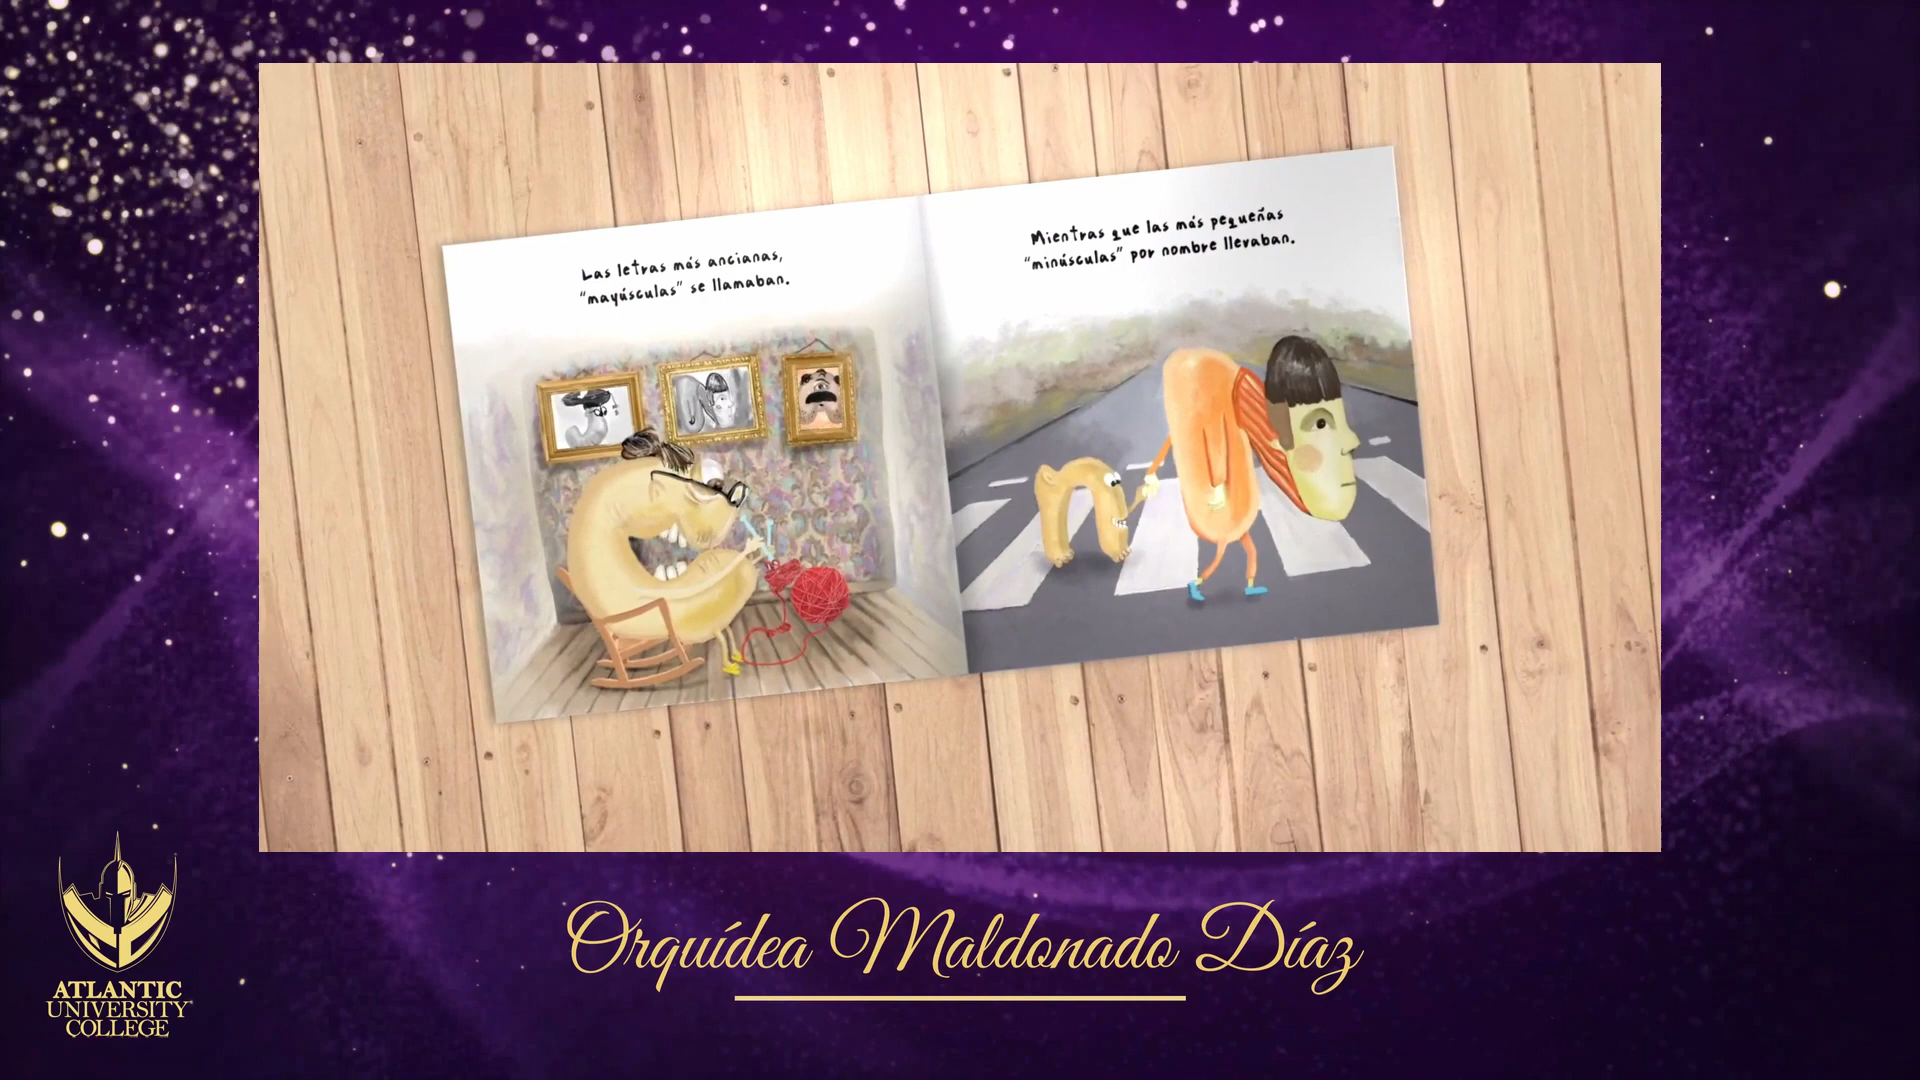 Las letras más ancianas,
"mayúsculas" se llamaban.
Mientras que las más pequeñas
"minúsculas" por nombre llevaban.
Orquídea Maldonado Díaz
ATLANTIC
UNIVERSITY
COLLEGE